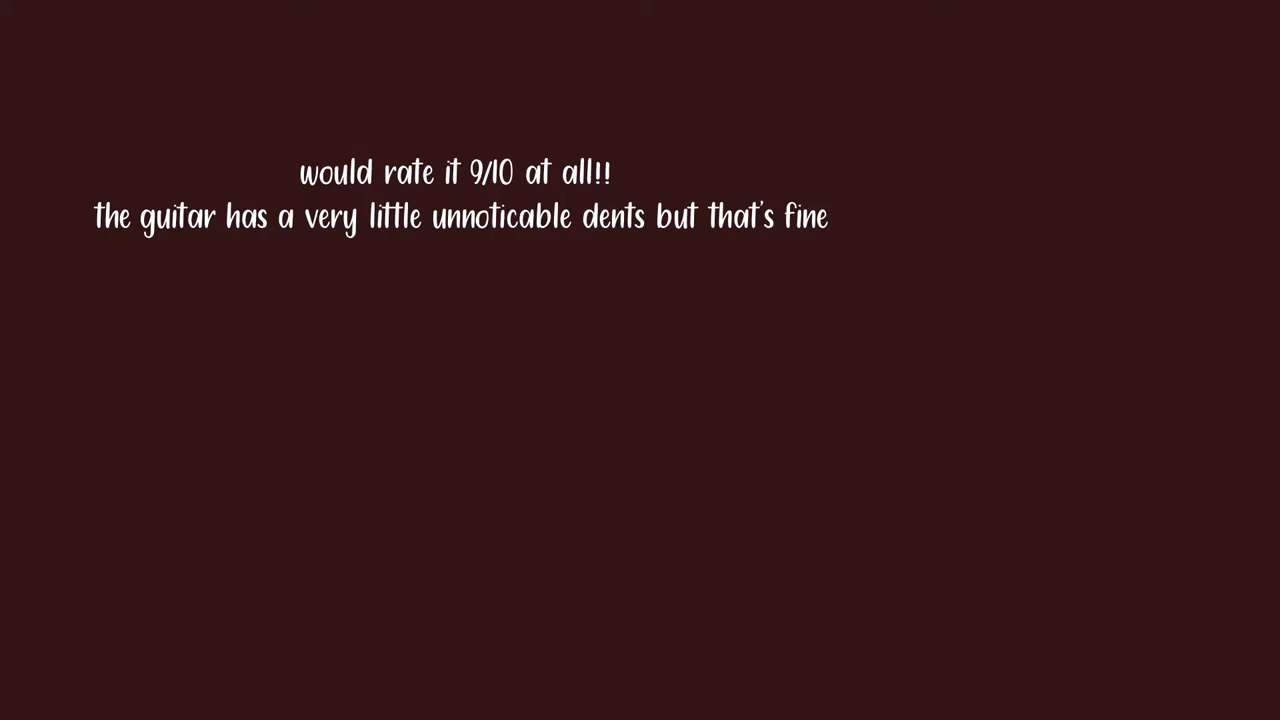 would rate it 9/10 at all!!
the guitar has a very little unnoticable dents but that's fine